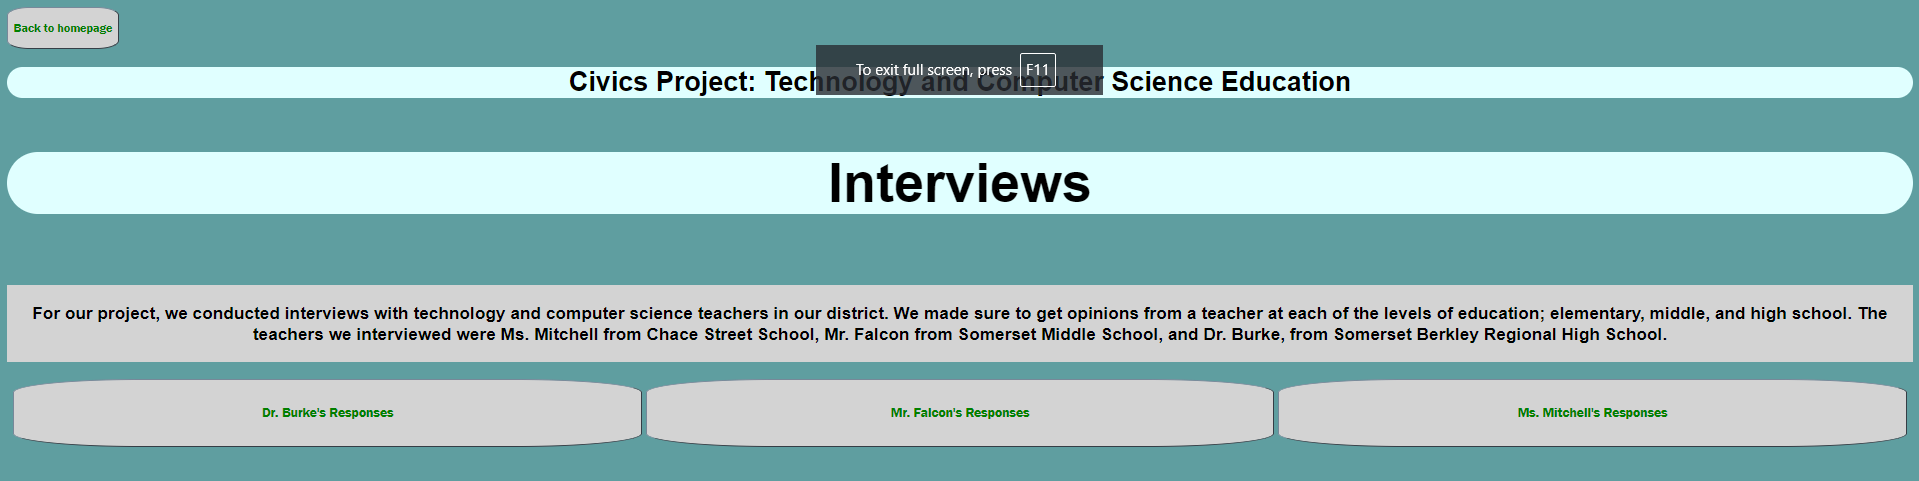 Back to homepage
To exit full screen, press F11
Civics Project: Technology and Computer Science Education
Interviews
For our project, we conducted interviews with technology and computer science teachers in our district. We made sure to get opinions from a teacher at each of the levels of education; elementary, middle, and high school. The
teachers we interviewed were Ms. Mitchell from Chace Street School, Mr. Falcon from Somerset Middle School, and Dr. Burke, from Somerset Berkley Regional High School.
Dr. Burke's Responses
Mr. Falcon's Responses
Ms. Mitchell's Responses